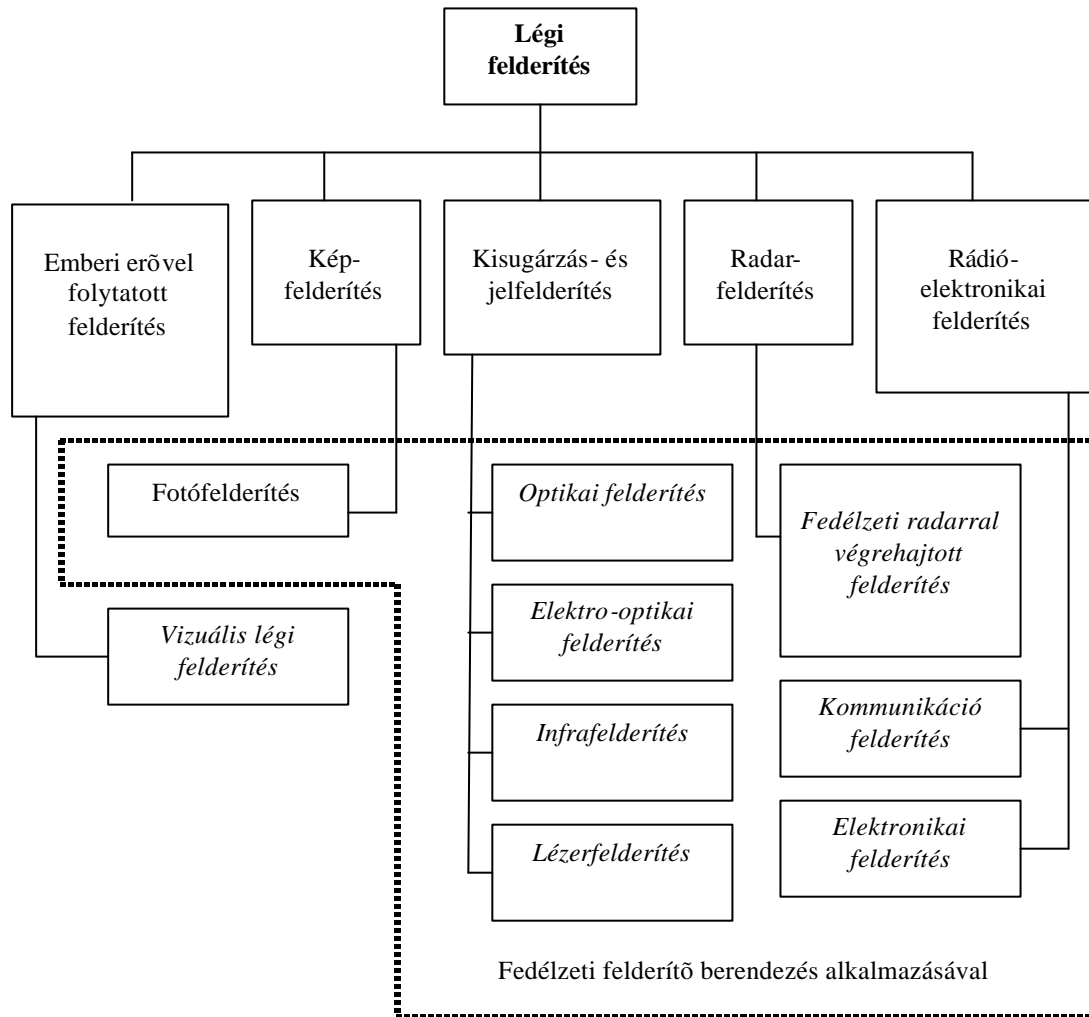 Légi
felderítés
Emberi erõvel
folytatott
felderítés
Kép-
felderítés
Kisugárzás- és
jelfelderítés
Radar-
felderítés
Rádió-
elektronikai
felderítés
Fotófelderítés
Optikai felderítés
Fedélzeti radarral
végrehajtott
felderítés
Elektro-optikai
felderítés
Vizuális légi
felderítés
Infrafelderítés
Kommunikáció
felderítés
Lézerfelderítés
Elektronikai
felderítés
Fedélzeti felderítõ berendezés alkalmazásával